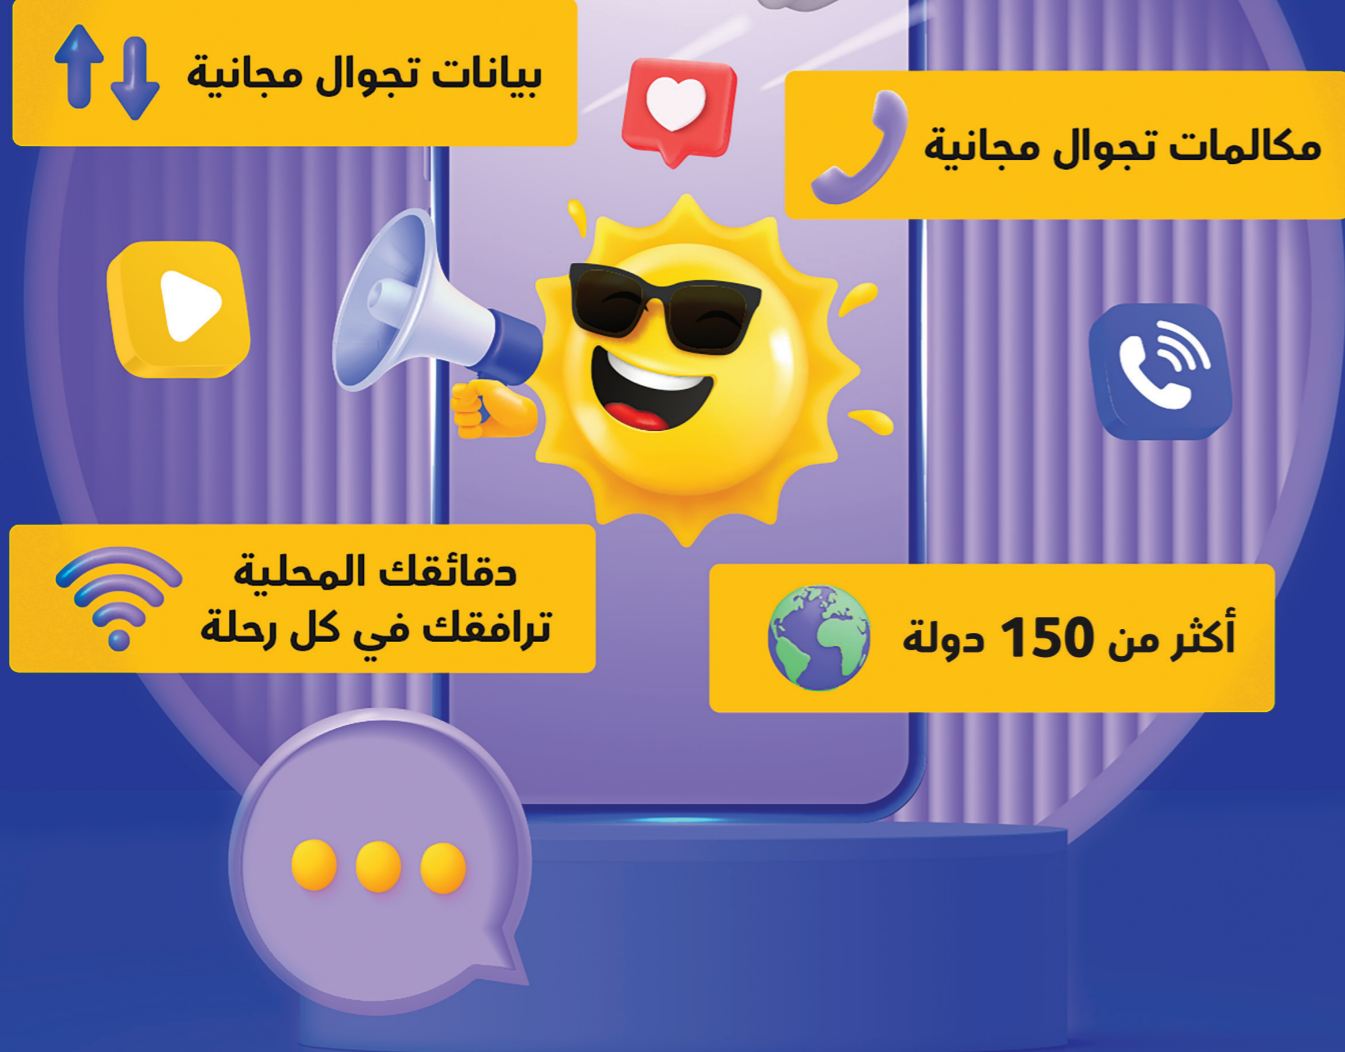 بيانات تجوال مجانية
مكالمات تجوال مجانية
دقائقك المحلية
ترافقك في كل رحلة
أكثر من 150 دولة